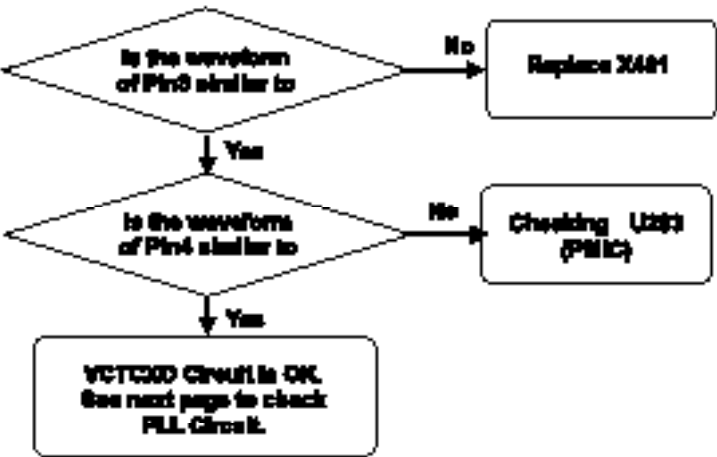 Is the waveform
of Pin3 similar to
No
Replace X401
Yes
Is the waveform
of Pin4 similar to
No
Checking
(PMIC)
Yes
VCTCXO Circuit is OK.
See next page to check
PLL Circuit.